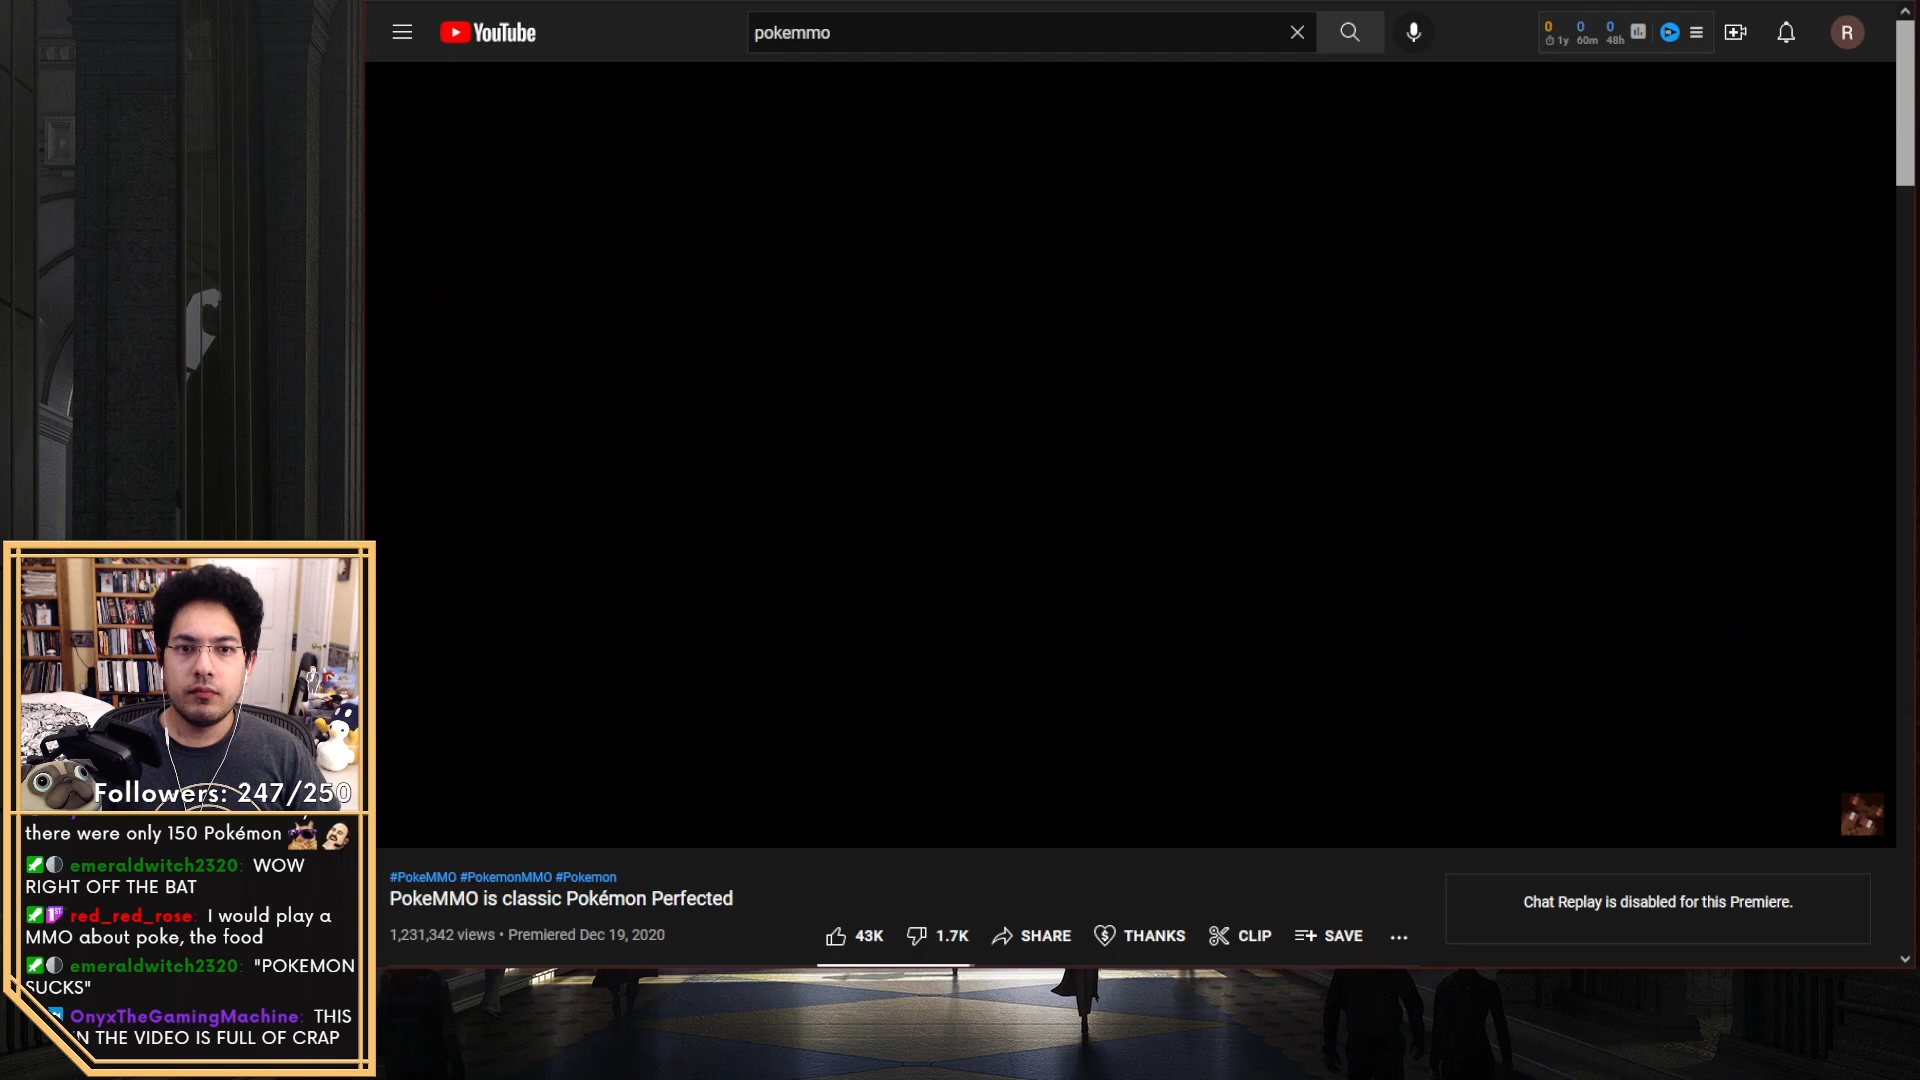 YouTube
pokemmo
0 0 0
1y 60m 48h
R
Followers: 247/250
there were only 150 Pokémon
emeraldwitch2320: WOW
RIGHT OFF THE BAT
red_red_rose: I would play a
MMO about poke, the food
emeraldwitch2320: "POKEMON
SUCKS"
OnyxTheGamingMachine: THIS
THE VIDEO IS FULL OF CRAP
#PokeMMO #PokemonMMO #Pokemon
PokeMMO is classic Pokémon Perfected
1,231,342 views • Premiered Dec 19, 2020
43K 1.7K SHARE THANKS CLIP SAVE ...
Chat Replay is disabled for this Premiere.